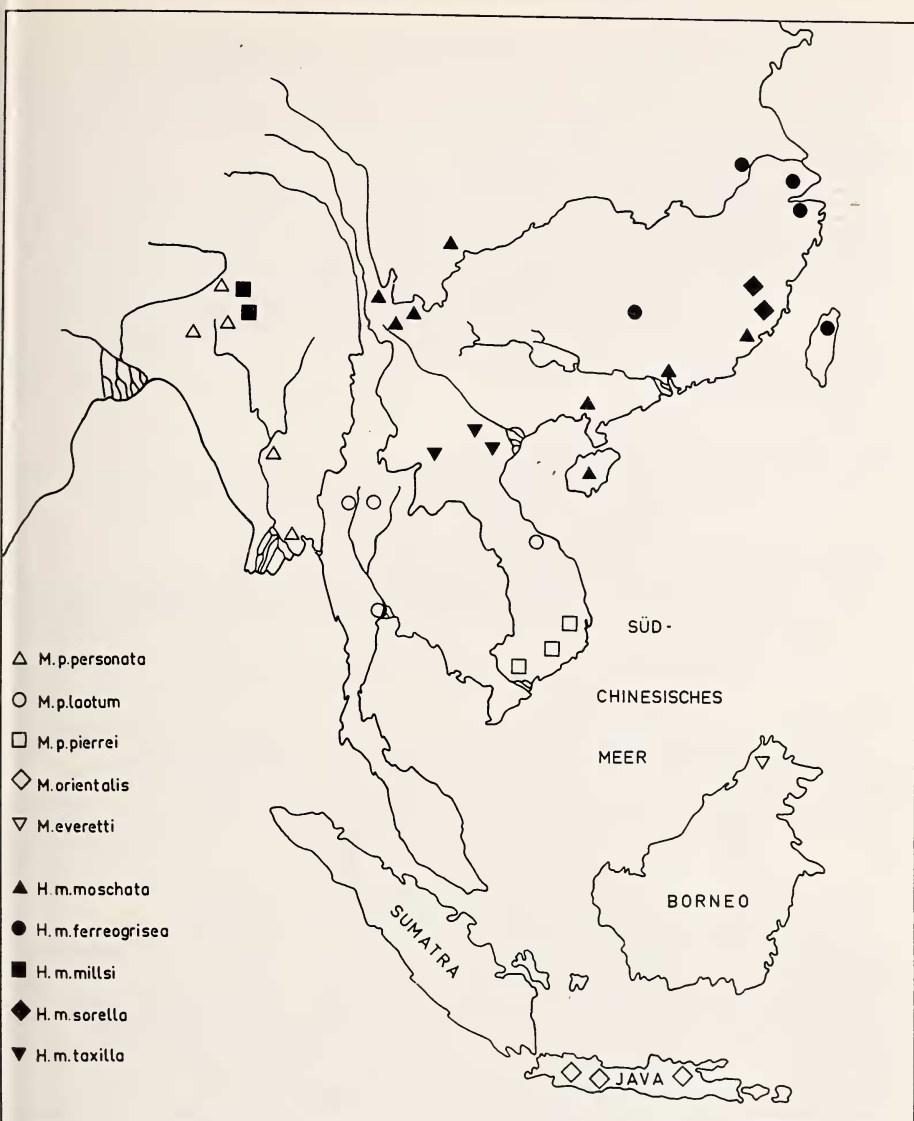 SÜD-
CHINESISCHES
MEER
△ M.p.personata
○ M.p.laotum
□ M.p.pierrei
◇ M.orientalis
▽ M.everetti
▲ H.m.moschata
● H.m.ferreogrisea
■ H.m.millsi
◆ H.m.sorella
▼ H.m.taxilla
BORNEO
SUMATRA
JAVA